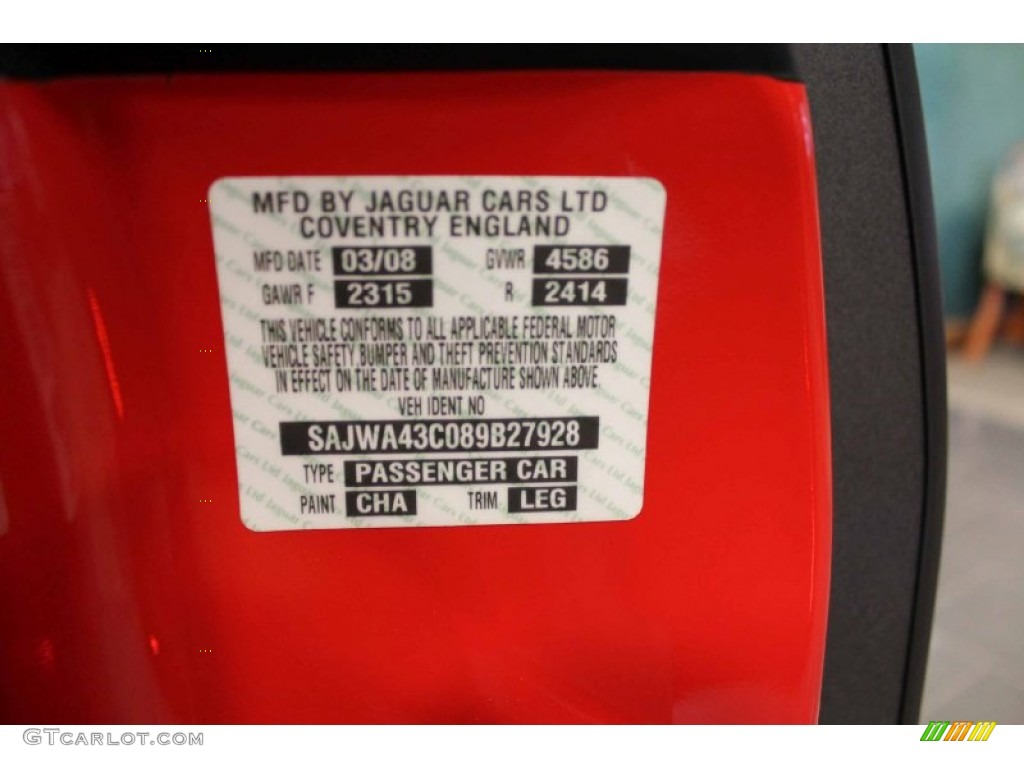 MFD BY JAGUAR CARS LTD
COVENTRY ENGLAND
MFD DATE 03/08 GVWR 4586
GAWR F 2315 R 2414
THIS VEHICLE CONFORMS TO ALL APPLICABLE FEDERAL MOTOR
VEHICLE SAFETY BUMPER AND THEFT PREVENTION STANDARDS
IN EFFECT ON THE DATE OF MANUFACTURE SHOWN ABOVE.
VEH IDENT NO
SAJWA43C089B27928
TYPE PASSENGER CAR
PAINT CHA TRIM LEG
GTCARLOT.COM